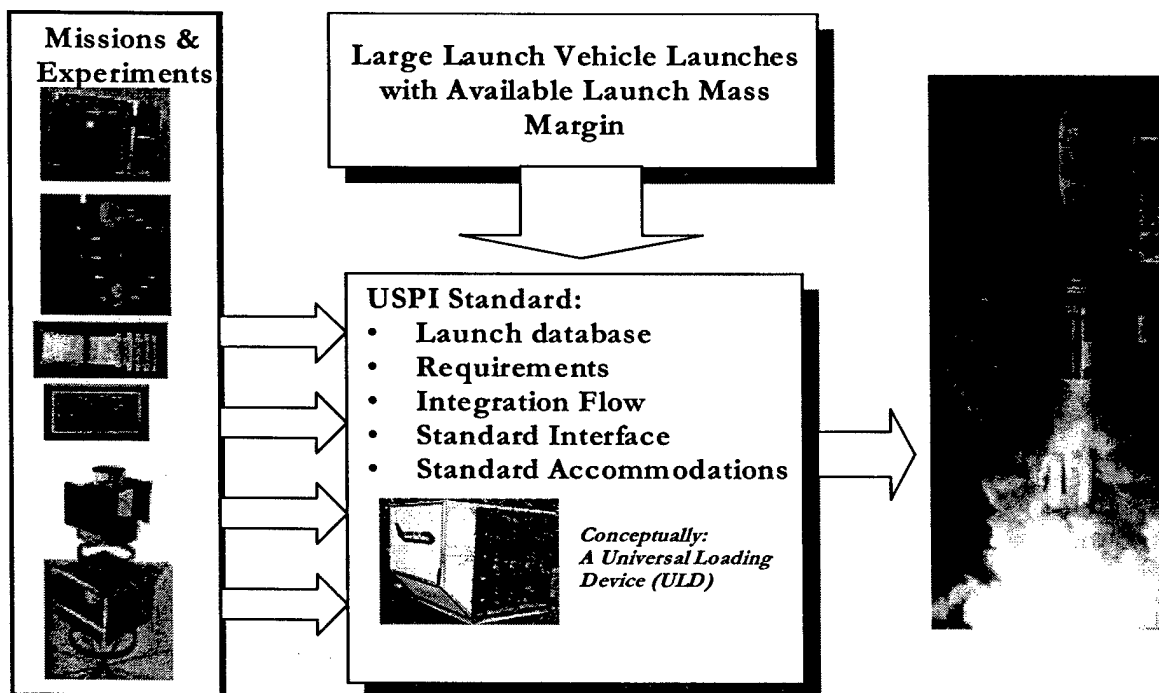 Missions &
Experiments
Large Launch Vehicle Launches
with Available Launch Mass
Margin
USPI Standard:
• Launch database
• Requirements
• Integration Flow
• Standard Interface
• Standard Accommodations
Conceptually:
A Universal Loading
Device (ULD)